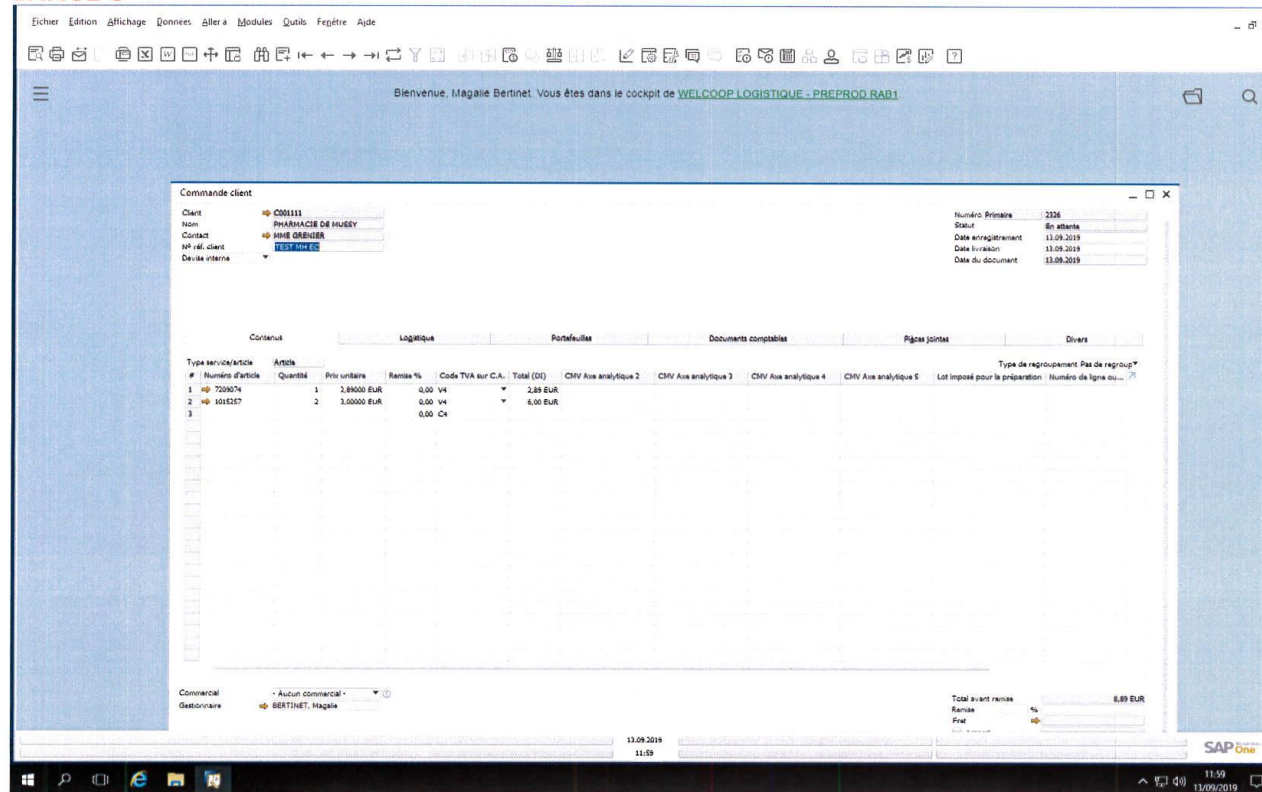 Fichier Edition Affichage Données Aller à Modules Outils Fenêtre Aide
Bienvenue, Magalie Bertinet. Vous êtes dans le cockpit de WELCOOP LOGISTIQUE - PREPROD RAB1.
Commande client
Client C001111
Nom PHARMACIE DE MUSSY
Contact MME GRENIER
Nº réf. client TEST MH EC
Devise interne
Numéro Primaire 2326
Statut En attente
Date enregistrement 13.09.2019
Date livraison 13.09.2019
Date du document 13.09.2019
Contenus Logistique Portefeuilles Documents comptables Pièces jointes Divers
Type service/article Article Type de regroupement Pas de regroup
# Numéro d'article Quantité Prix unitaire Remise % Code TVA sur C.A. Total (DI) CMV Axe analytique 2 CMV Axe analytique 3 CMV Axe analytique 4 CMV Axe analytique 5 Lot imposé pour la préparation Numéro de ligne ou...
1 7209074 1 2,89000 EUR 0,00 V4 2,89 EUR
2 1015257 2 3,00000 EUR 0,00 V4 6,00 EUR
3 0,00 C4
Commercial - Aucun commercial -
Gestionnaire BERTINET, Magalie
Total avant remise 8,89 EUR
Remise %
Fret
13.09.2019
11:59
SAP Business One
11:59
13/09/2019